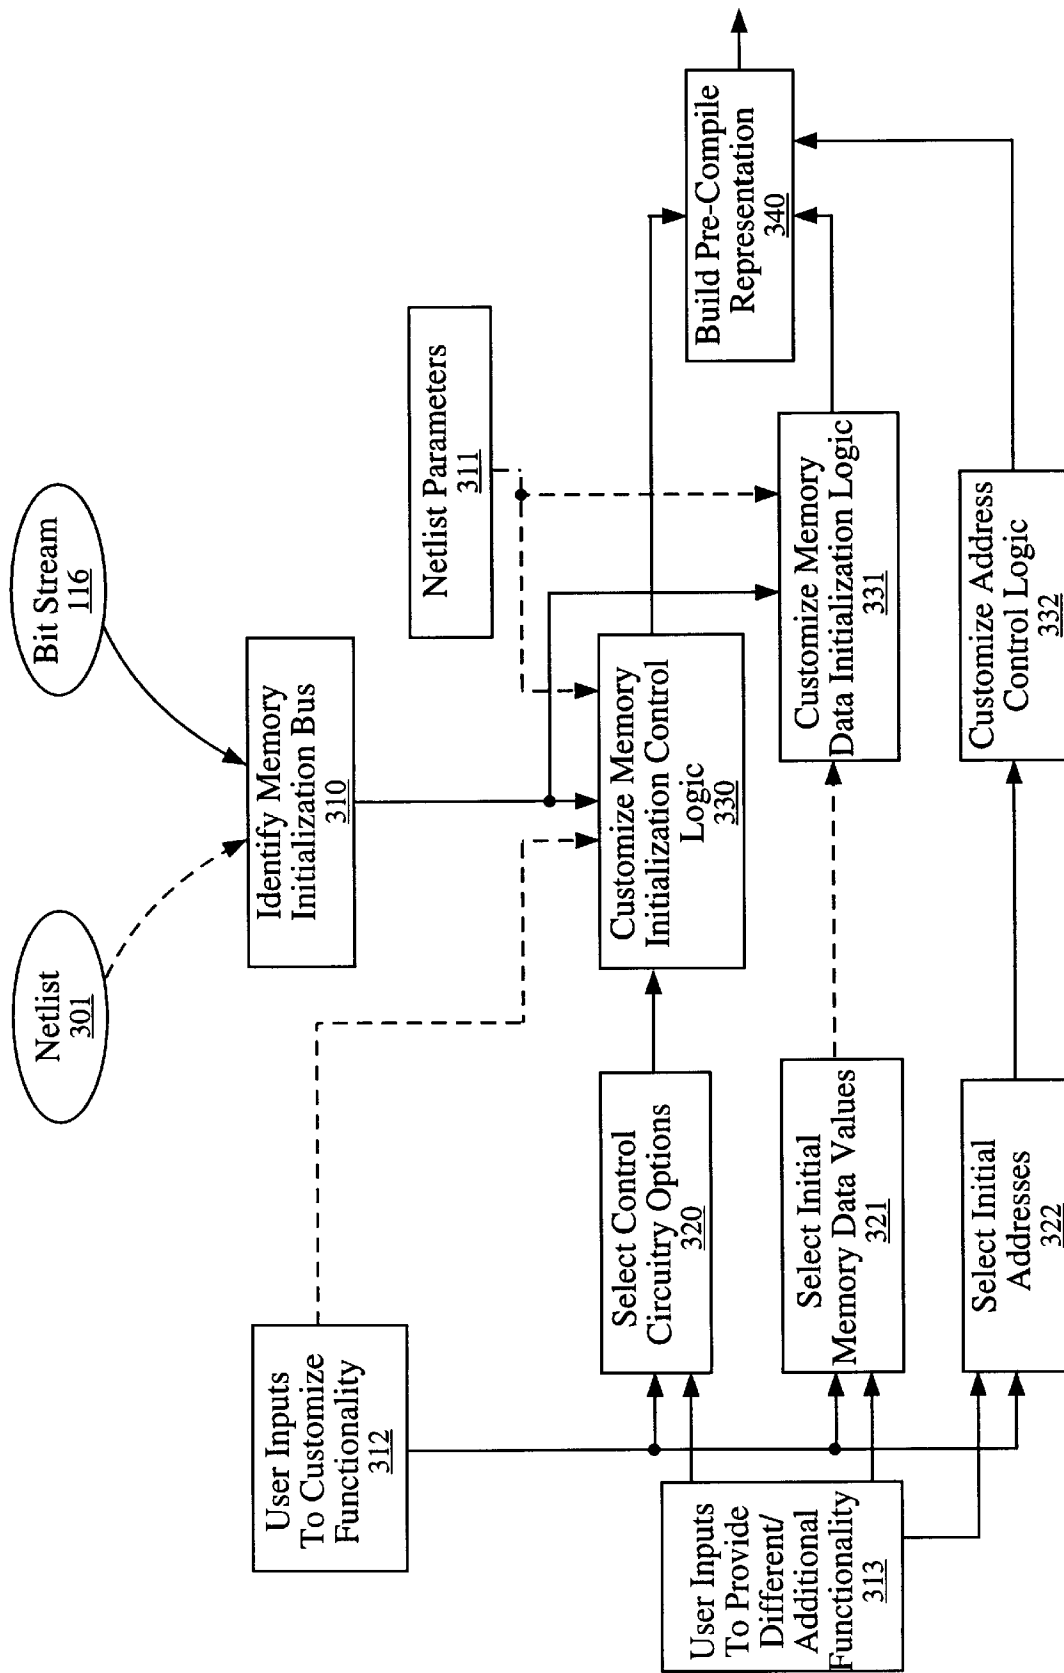 Netlist
301
Bit Stream
116
Identify Memory
Initialization Bus
310
Netlist Parameters
311
User Inputs
To Customize
Functionality
312
User Inputs
To Provide
Different/
Additional
Functionality
313
Select Control
Circuitry Options
320
Select Initial
Memory Data Values
321
Select Initial
Addresses
322
Customize Memory
Initialization Control
Logic
330
Customize Memory
Data Initialization Logic
331
Customize Address
Control Logic
332
Build Pre-Compile
Representation
340